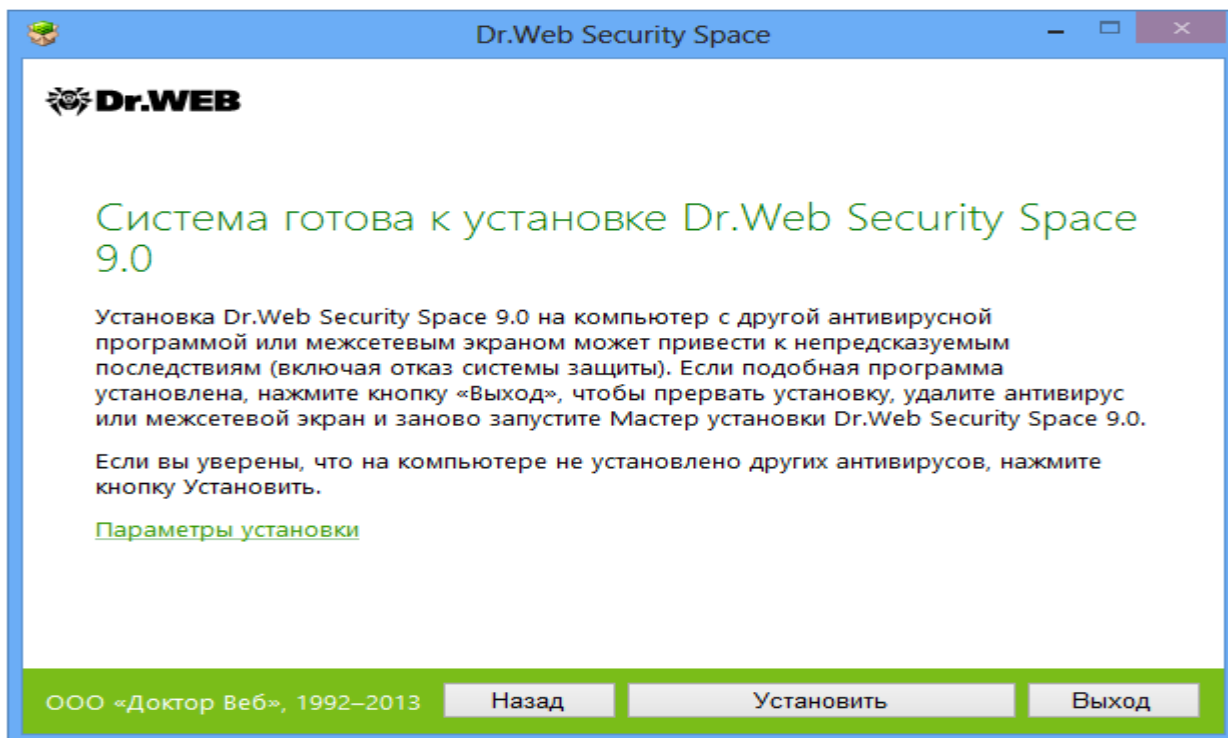 Dr.Web Security Space
Dr.WEB
Система готова к установке Dr.Web Security Space
9.0
Установка Dr.Web Security Space 9.0 на компьютер с другой антивирусной
программой или межсетевым экраном может привести к непредсказуемым
последствиям (включая отказ системы защиты). Если подобная программа
установлена, нажмите кнопку «Выход», чтобы прервать установку, удалите антивирус
или межсетевой экран и заново запустите Мастер установки Dr.Web Security Space 9.0.
Если вы уверены, что на компьютере не установлено других антивирусов, нажмите
кнопку Установить.
Параметры установки
ООО «Доктор Веб», 1992–2013 Назад Установить Выход